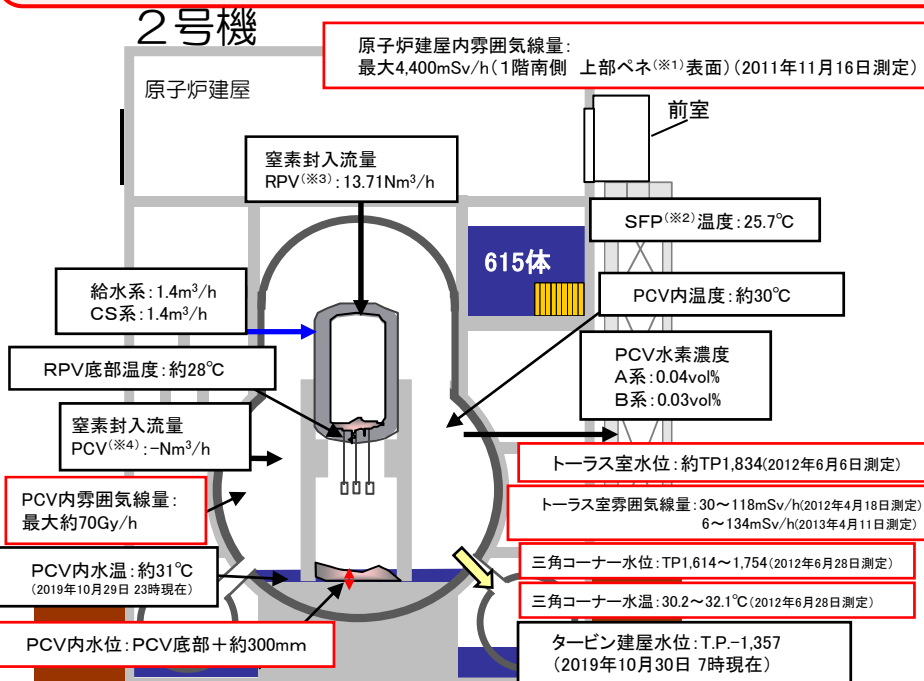 2号機
原子炉建屋内雰囲気線量:
最大4,400mSv/h(1階南側 上部ペネ(※1)表面)(2011年11月16日測定)
原子炉建屋
前室
窒素封入流量
RPV(※3):13.71Nm³/h
SFP(※2)温度:25.7℃
615体
給水系:1.4m³/h
CS系:1.4m³/h
PCV内温度:約30℃
RPV底部温度:約28℃
PCV水素濃度
A系:0.04vol%
B系:0.03vol%
窒素封入流量
PCV(※4):-Nm³/h
トーラス室水位:約TP1,834(2012年6月6日測定)
PCV内雰囲気線量:
最大約70Gy/h
トーラス室雰囲気線量:30~118mSv/h(2012年4月18日測定)
6~134mSv/h(2013年4月11日測定)
PCV内水温:約31℃
(2019年10月29日 23時現在)
三角コーナー水位:TP1,614~1,754(2012年6月28日測定)
三角コーナー水温:30.2~32.1℃(2012年6月28日測定)
PCV内水位:PCV底部+約300mm
タービン建屋水位:T.P.-1,357
(2019年10月30日 7時現在)